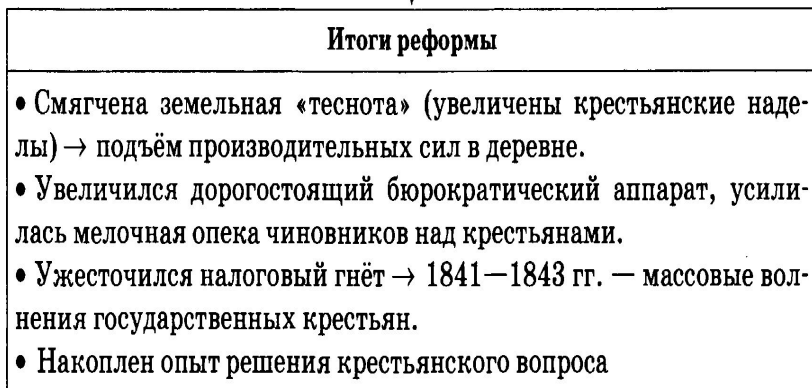 Итоги реформы
• Смягчена земельная «теснота» (увеличены крестьянские наде-
лы) → подъём производительных сил в деревне.
• Увеличился дорогостоящий бюрократический аппарат, усили-
лась мелочная опека чиновников над крестьянами.
• Ужесточился налоговый гнёт → 1841—1843 гг. — массовые вол-
нения государственных крестьян.
• Накоплен опыт решения крестьянского вопроса